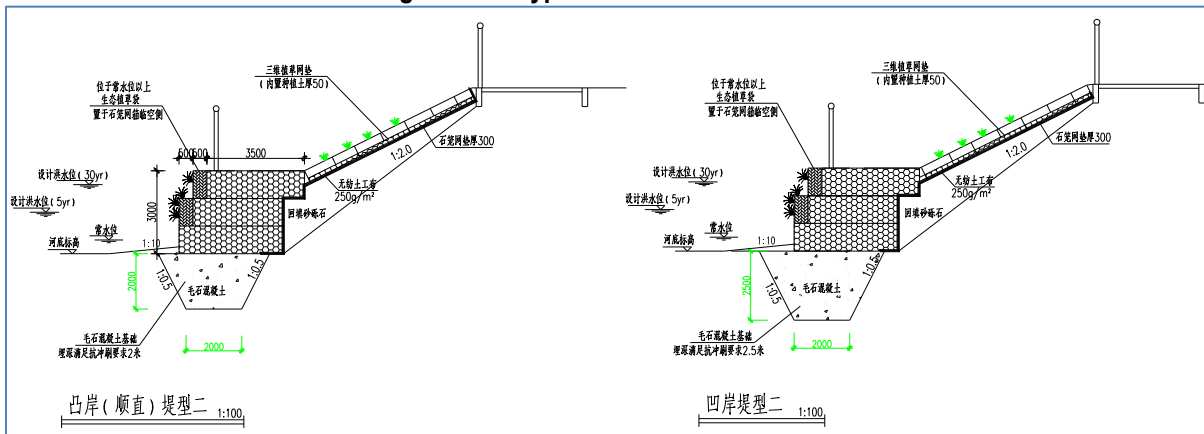 三维植草网垫
(内置种植土厚50)
位于常水位以上
生态植草袋
置于石笼网箱临空侧
石笼网垫厚300
1:2.0
500
500
3500
设计洪水位(30yr)
设计洪水位(5yr)
3000
无纺土工布
250g/m²
回填砂砾石
常水位
河底标高
1:10
1:0.5
1:0.5
2000
毛石混凝土
毛石混凝土基础
埋深满足抗冲刷要求2米
2000
凸岸(顺直)堤型二 1:100
三维植草网垫
(内置种植土厚50)
位于常水位以上
生态植草袋
置于石笼网箱临空侧
石笼网垫厚300
1:2.0
设计洪水位(30yr)
设计洪水位(5yr)
无纺土工布
250g/m²
回填砂砾石
常水位
河底标高
1:10
1:0.5
1:0.5
2500
毛石混凝土
毛石混凝土基础
埋深满足抗冲刷要求2.5米
2000
凹岸堤型二 1:100